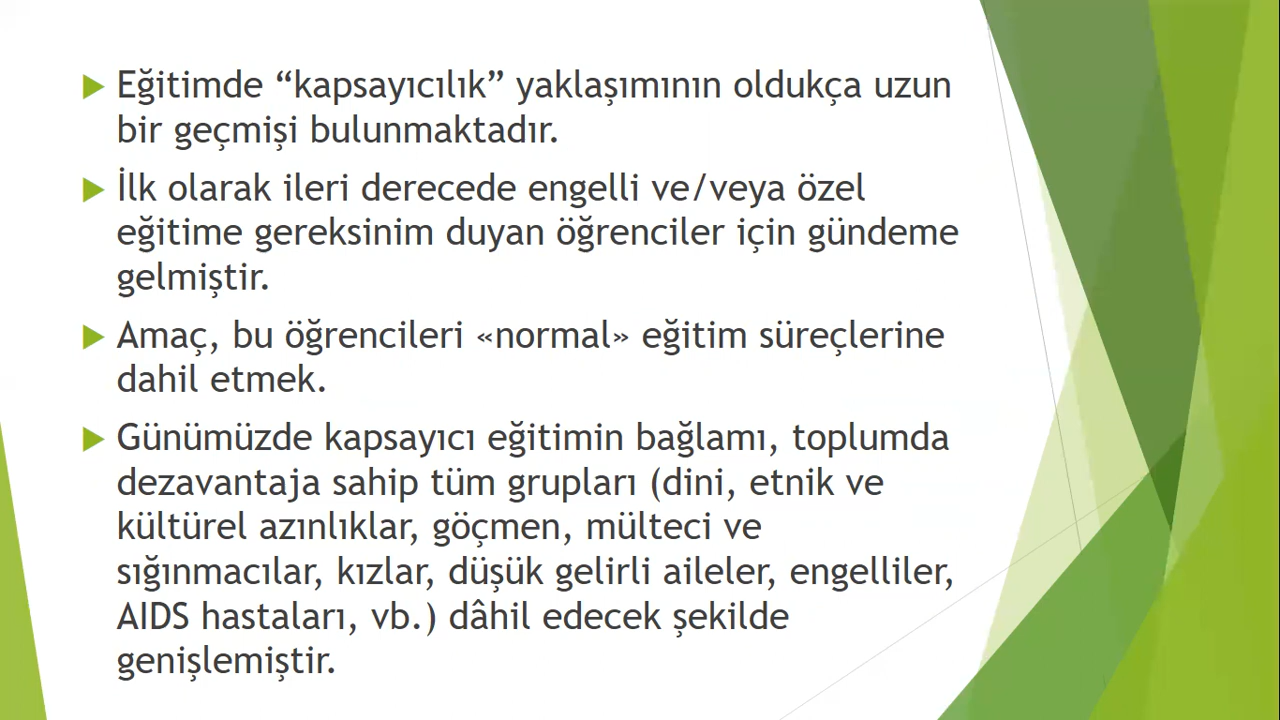 Eğitimde “kapsayıcılık” yaklaşımının oldukça uzun
bir geçmişi bulunmaktadır.
İlk olarak ileri derecede engelli ve/veya özel
eğitime gereksinim duyan öğrenciler için gündeme
gelmiştir.
Amaç, bu öğrencileri «normal» eğitim süreçlerine
dahil etmek.
Günümüzde kapsayıcı eğitimin bağlamı, toplumda
dezavantaja sahip tüm grupları (dini, etnik ve
kültürel azınlıklar, göçmen, mülteci ve
sığınmacılar, kızlar, düşük gelirli aileler, engelliler,
AIDS hastaları, vb.) dâhil edecek şekilde
genişlemiştir.